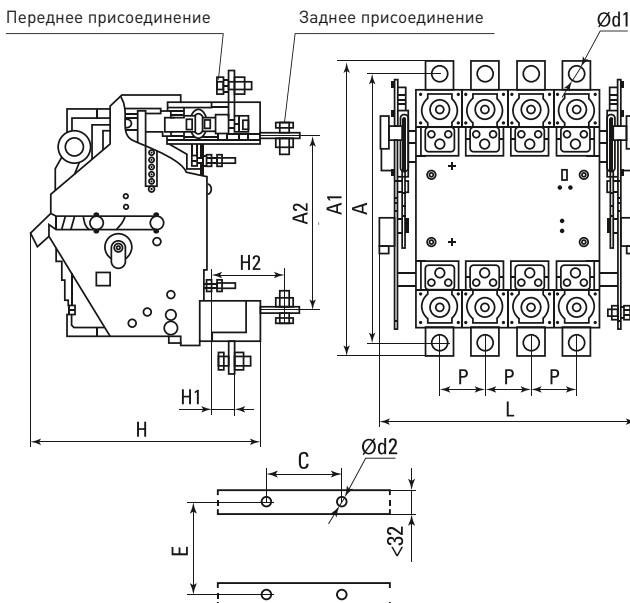 Переднее присоединение
Заднее присоединение
Ød1
A2
A1
A
H2
H1
H
P
P
P
L
C
Ød2
E
<32